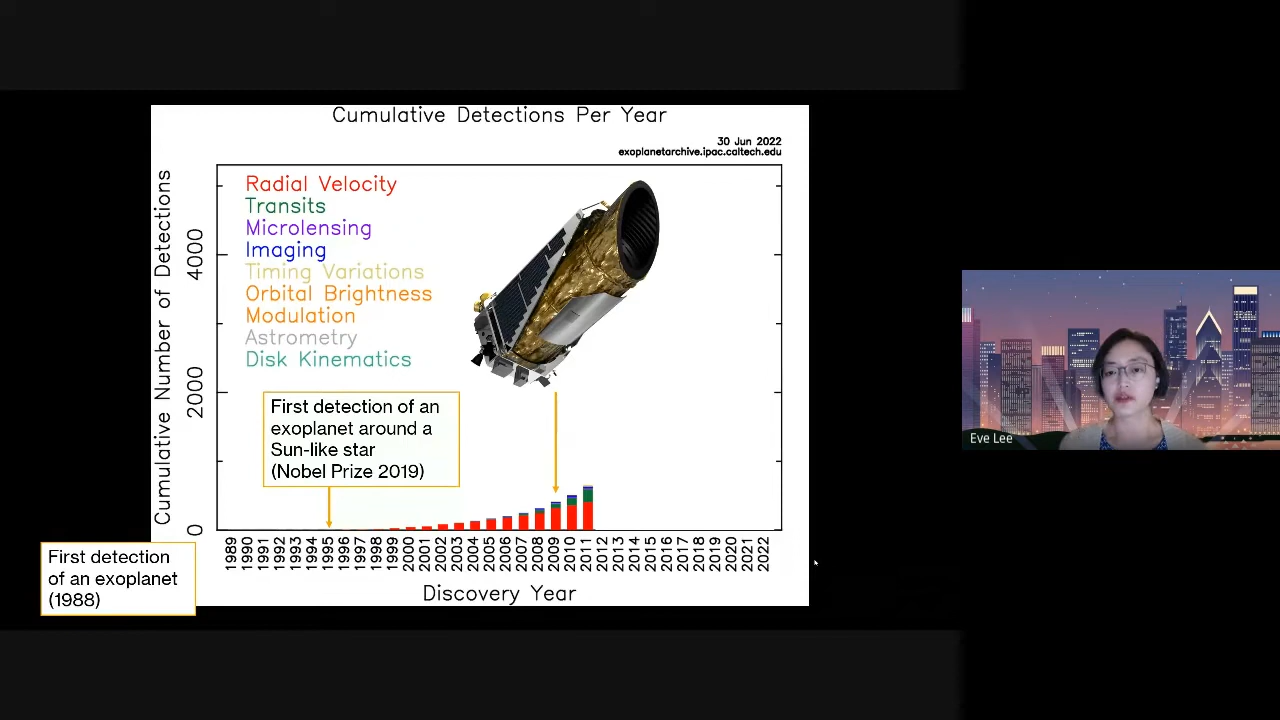 Cumulative Detections Per Year
30 Jun 2022
exoplanetarchive.ipac.caltech.edu
Cumulative Number of Detections
4000
2000
0
Radial Velocity
Transits
Microlensing
Imaging
Timing Variations
Orbital Brightness
Modulation
Astrometry
Disk Kinematics
First detection of an
exoplanet around a
Sun-like star
(Nobel Prize 2019)
First detection
of an exoplanet
(1988)
1989
1990
1991
1992
1993
1994
1995
1996
1997
1998
1999
2000
2001
2002
2003
2004
2005
2006
2007
2008
2009
2010
2011
2012
2013
2014
2015
2016
2017
2018
2019
2020
2021
2022
Discovery Year
Eve Lee